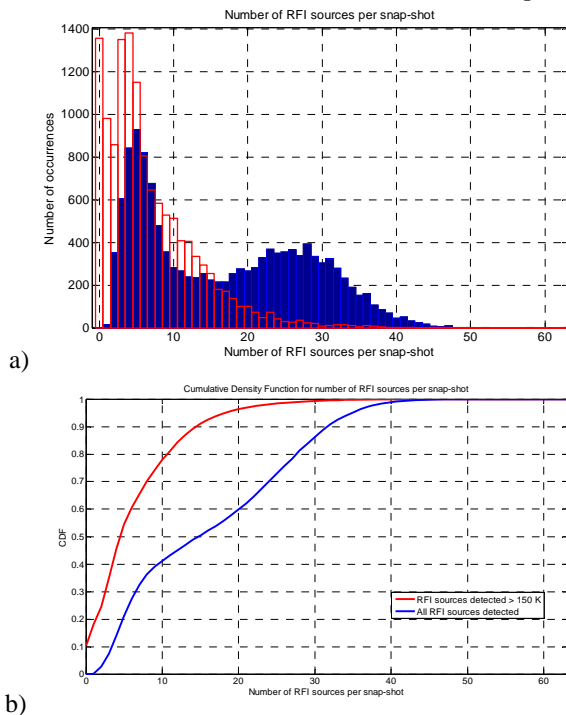 Number of RFI sources per snap-shot
1400
1200
1000
800
600
400
200
0
Number of occurrences
0 10 20 30 40 50 60
Number of RFI sources per snap-shot
a)
Cumulative Density Function for number of RFI sources per snap-shot
1
0.9
0.8
0.7
0.6
0.5
0.4
0.3
0.2
0.1
0
CDF
RFI sources detected > 150 K
All RFI sources detected
0 10 20 30 40 50 60
Number of RFI sources per snap-shot
b)